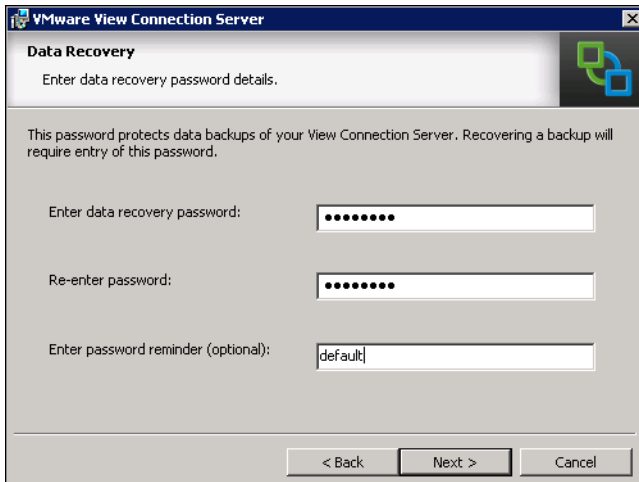 VMware View Connection Server
Data Recovery
Enter data recovery password details.
This password protects data backups of your View Connection Server. Recovering a backup will
require entry of this password.
Enter data recovery password:
••••••••
Re-enter password:
••••••••
Enter password reminder (optional):
default
< Back
Next >
Cancel